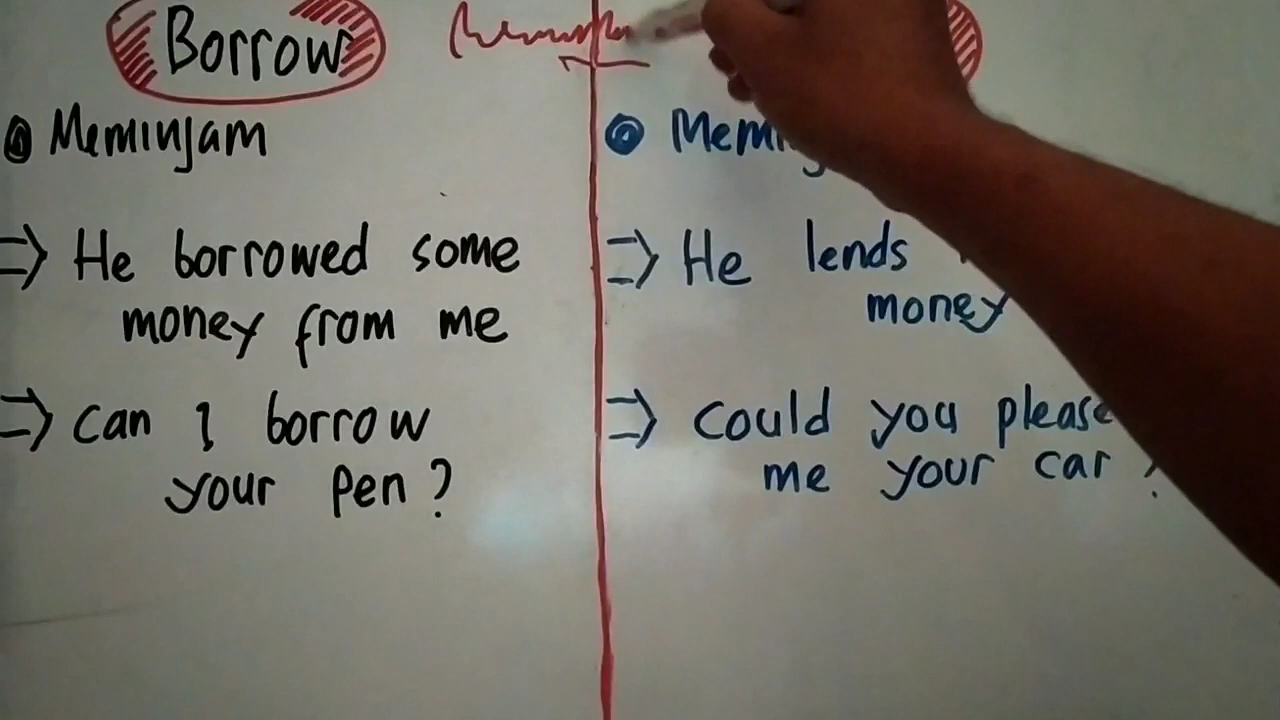 Borrow
Meminjam
=> He borrowed some
money from me
=> can I borrow
your pen?
=> He lends
money
=> could you please
me your car ?